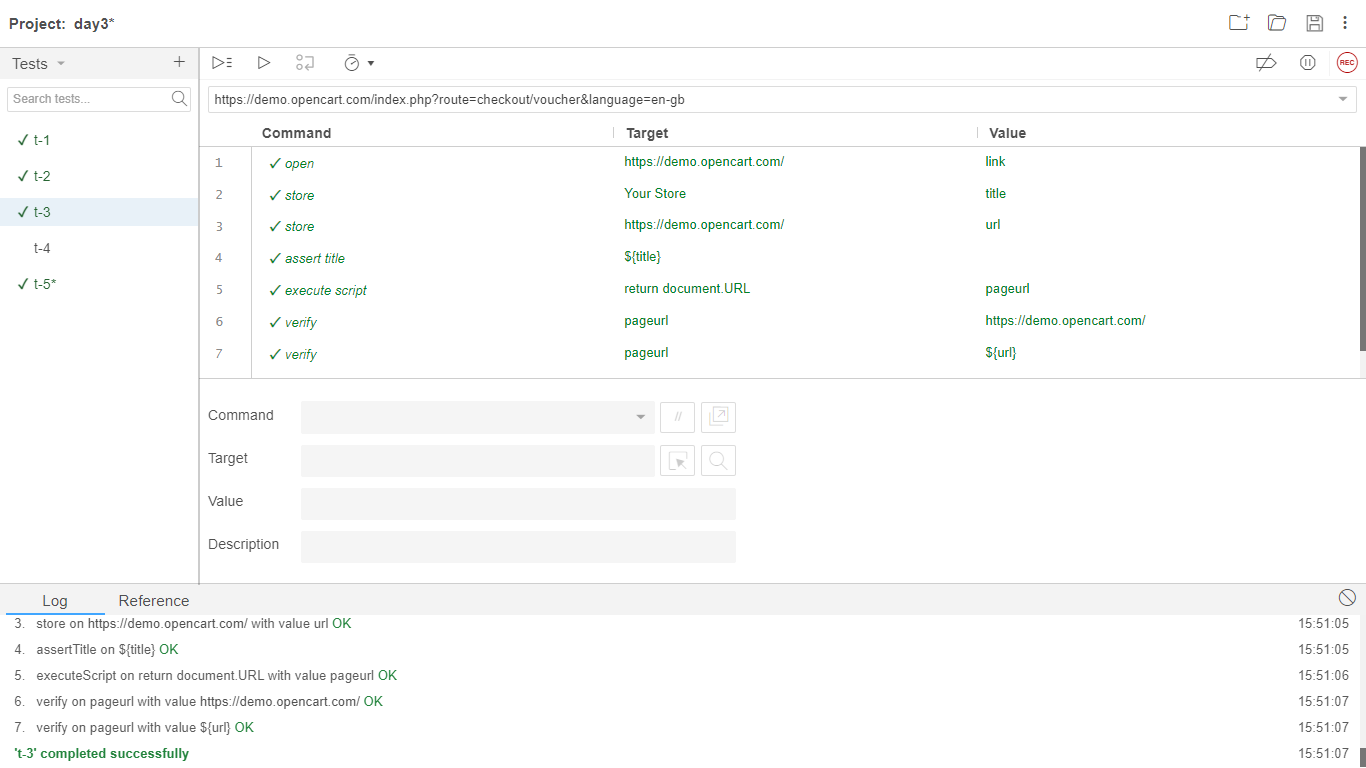 Project: day3*
Tests
Search tests...
✓ t-1
✓ t-2
✓ t-3
t-4
✓ t-5*
REC
https://demo.opencart.com/index.php?route=checkout/voucher&language=en-gb
Command Target Value
1 ✓ open https://demo.opencart.com/ link
2 ✓ store Your Store title
3 ✓ store https://demo.opencart.com/ url
4 ✓ assert title ${title}
5 ✓ execute script return document.URL pageurl
6 ✓ verify pageurl https://demo.opencart.com/
7 ✓ verify pageurl ${url}
Command //
Target
Value
Description
Log Reference
3. store on https://demo.opencart.com/ with value url OK 15:51:05
4. assertTitle on ${title} OK 15:51:05
5. executeScript on return document.URL with value pageurl OK 15:51:06
6. verify on pageurl with value https://demo.opencart.com/ OK 15:51:07
7. verify on pageurl with value ${url} OK 15:51:07
't-3' completed successfully 15:51:07